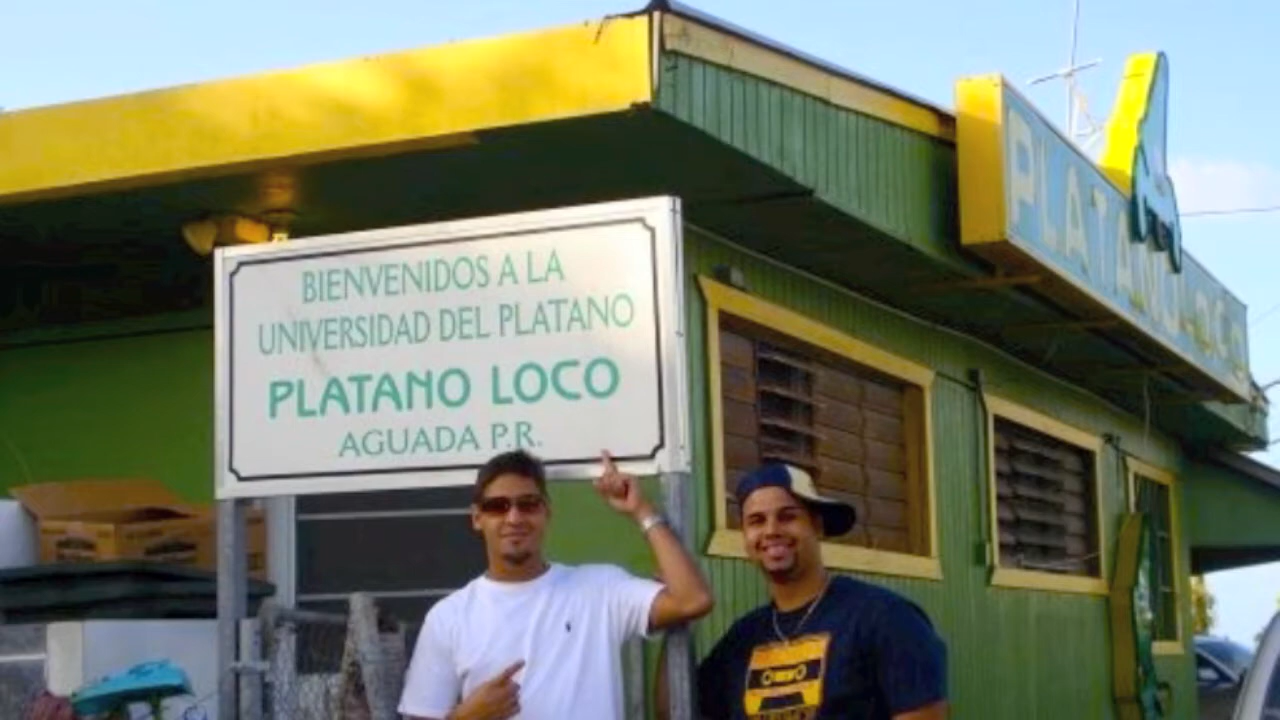 BIENVENIDOS A LA
UNIVERSIDAD DEL PLATANO
PLATANO LOCO
AGUADA P.R.
PLATANO LOCO